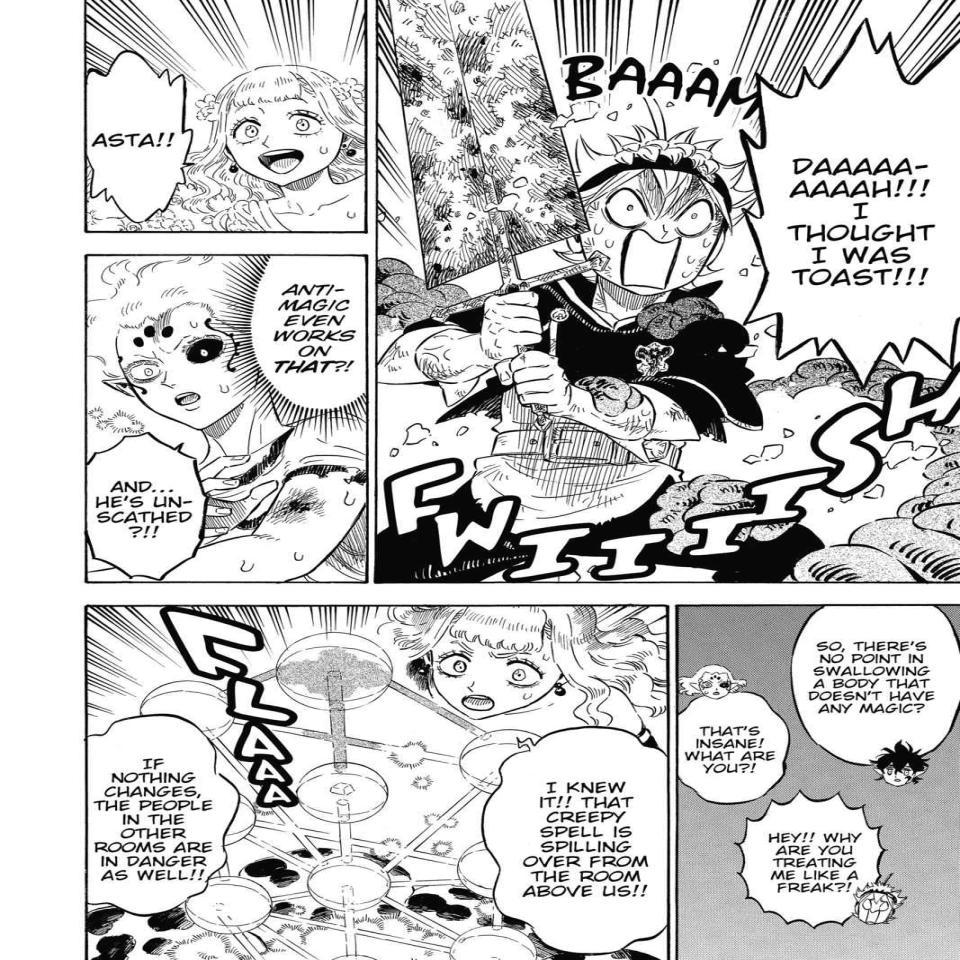 BAAAM
DAAAAA-
AAAAH!!!
I
THOUGHT
I WAS
TOAST!!!
FWIIIISH
ASTA!!
ANTI-
MAGIC
EVEN
WORKS
ON
THAT?!
AND...
HE'S UN-
SCATHED
?!!
SO, THERE'S
NO POINT IN
SWALLOWING
A BODY THAT
DOESN'T HAVE
ANY MAGIC?
THAT'S
INSANE!
WHAT ARE
YOU?!
HEY!! WHY
ARE YOU
TREATING
ME LIKE A
FREAK?!
FLAAA
I KNEW
IT!! THAT
CREEPY
SPELL IS
SPILLING
OVER FROM
THE ROOM
ABOVE US!!
IF
NOTHING
CHANGES,
THE PEOPLE
IN THE
OTHER
ROOMS ARE
IN DANGER
AS WELL!!